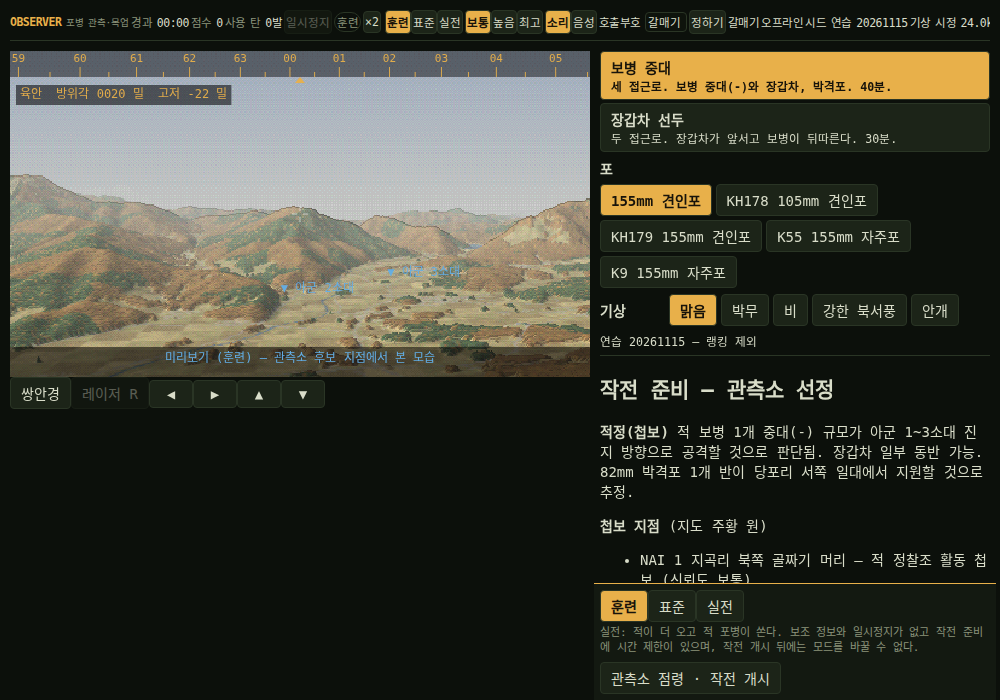 OBSERVER 포병 관측·독업 경과 00:00 점수 0 사용 탄 0발 일시정지 훈련 ×2 훈련 표준 실전 보통 높음 최고 소리 음성 호출부호 갈매기 정하기 갈매기 오프라인 시드 연습 20261115 기상 시정 24.0k
59 60 61 62 63 00 01 02 03 04 05
육안 방위각 0020 밀 고저 -22 밀
미리보기 (훈련) — 관측소 후보 지점에서 본 모습
쌍안경 레이저 R ◀ ▶ ▲ ▼
보병 중대
세 접근로. 보병 중대(-)와 장갑차, 박격포. 40분.
장갑차 선두
두 접근로. 장갑차가 앞서고 보병이 뒤따른다. 30분.
포
155mm 견인포 KH178 105mm 견인포
KH179 155mm 견인포 K55 155mm 자주포
K9 155mm 자주포
기상 맑음 박무 비 강한 북서풍 안개
연습 20261115 — 랭킹 제외
작전 준비 — 관측소 선정
적정(첩보) 적 보병 1개 중대(-) 규모가 아군 1~3소대 진
지 방향으로 공격할 것으로 판단됨. 장갑차 일부 동반 가능.
82mm 박격포 1개 반이 당포리 서쪽 일대에서 지원할 것으로
추정.
첩보 지점 (지도 주황 원)
• NAI 1 지곡리 북쪽 골짜기 머리 — 적 정찰조 활동 첩
보 (신뢰도 보통)
훈련 표준 실전
실전: 적이 더 오고 적 포병이 쏜다. 보조 정보와 일시정지가 없고 작전 준비
에 시간 제한이 있으며, 작전 개시 뒤에는 모드를 바꿀 수 없다.
관측소 점령 · 작전 개시